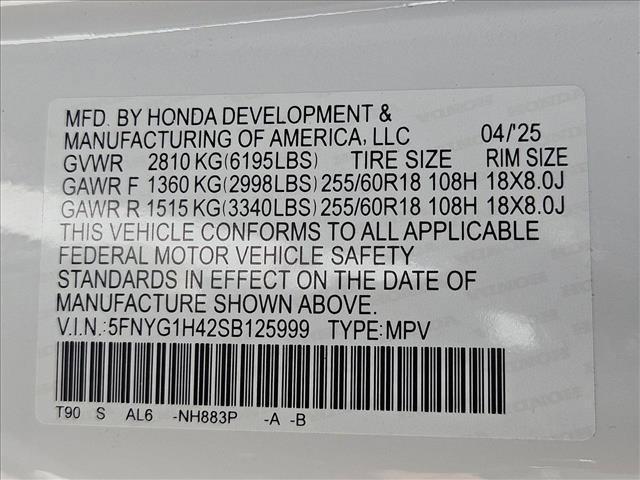 MFD. BY HONDA DEVELOPMENT &
MANUFACTURING OF AMERICA, LLC 04/'25
GVWR 2810 KG(6195LBS) TIRE SIZE RIM SIZE
GAWR F 1360 KG(2998LBS) 255/60R18 108H 18X8.0J
GAWR R 1515 KG(3340LBS) 255/60R18 108H 18X8.0J
THIS VEHICLE CONFORMS TO ALL APPLICABLE
FEDERAL MOTOR VEHICLE SAFETY
STANDARDS IN EFFECT ON THE DATE OF
MANUFACTURE SHOWN ABOVE.
V.I.N.:5FNYG1H42SB125999 TYPE:MPV
T90 S AL6 -NH883P -A -B